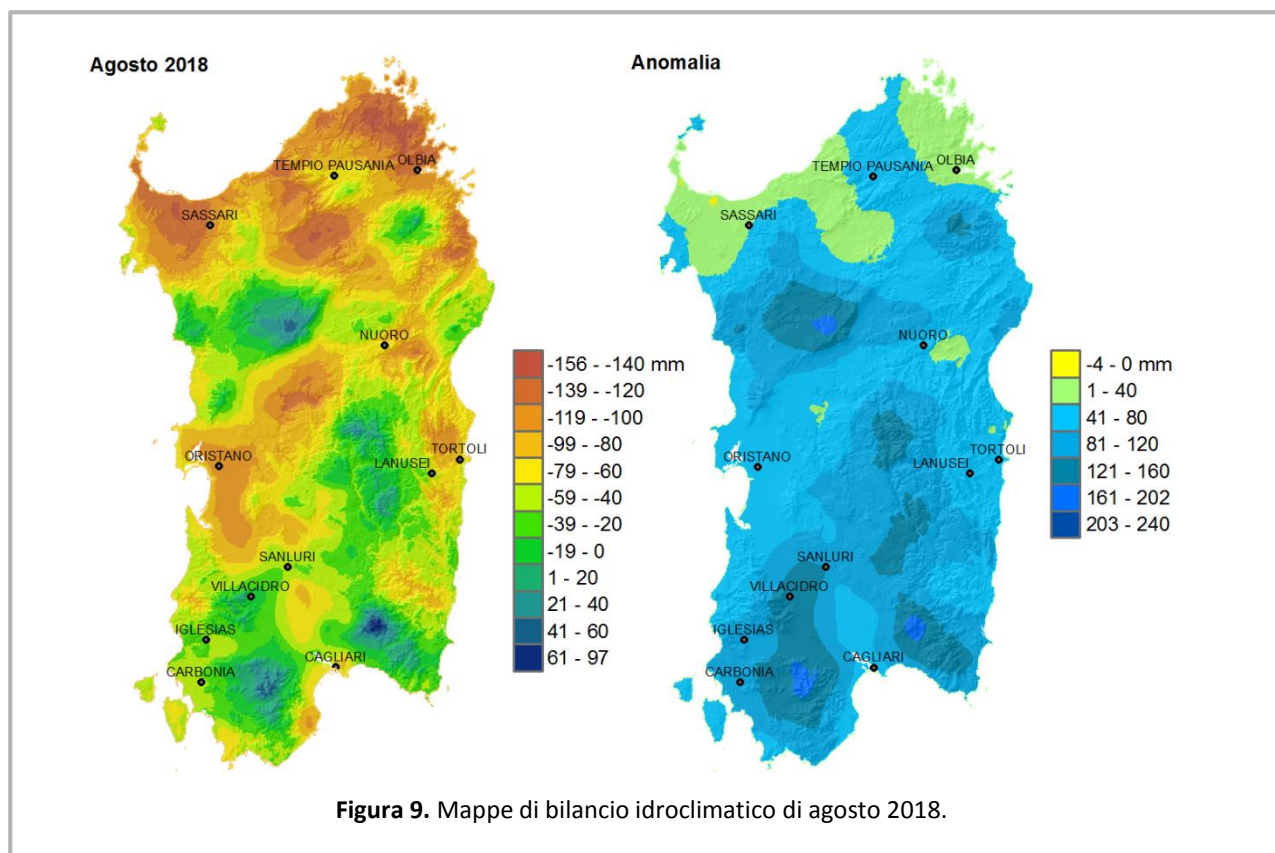 Agosto 2018
TEMPIO PAUSANIA
OLBIA
SASSARI
NUORO
ORISTANO
TORTOLI
LANUSEI
SANLURI
VILLACIDRO
IGLESIAS
CAGLIARI
CARBONIA
-156 - -140 mm
-139 - -120
-119 - -100
-99 - -80
-79 - -60
-59 - -40
-39 - -20
-19 - 0
1 - 20
21 - 40
41 - 60
61 - 97
Anomalia
TEMPIO PAUSANIA
OLBIA
SASSARI
NUORO
ORISTANO
TORTOLI
LANUSEI
SANLURI
VILLACIDRO
IGLESIAS
CAGLIARI
CARBONIA
-4 - 0 mm
1 - 40
41 - 80
81 - 120
121 - 160
161 - 202
203 - 240
Figura 9. Mappe di bilancio idroclimatico di agosto 2018.